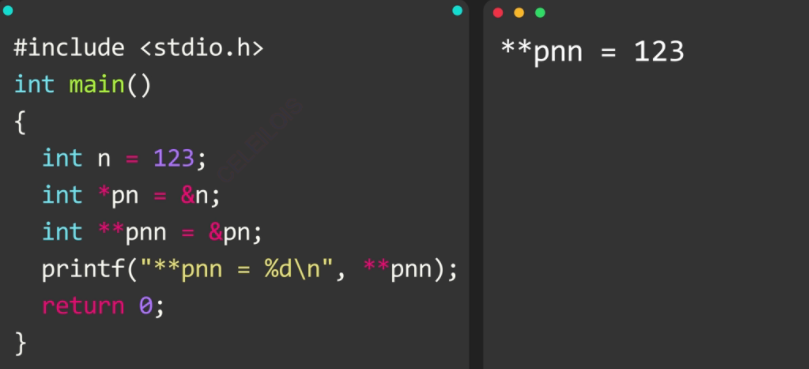 #include <stdio.h>
int main()
{
  int n = 123;
  int *pn = &n;
  int **pnn = &pn;
  printf("**pnn = %d\n", **pnn);
  return 0;
}
**pnn = 123